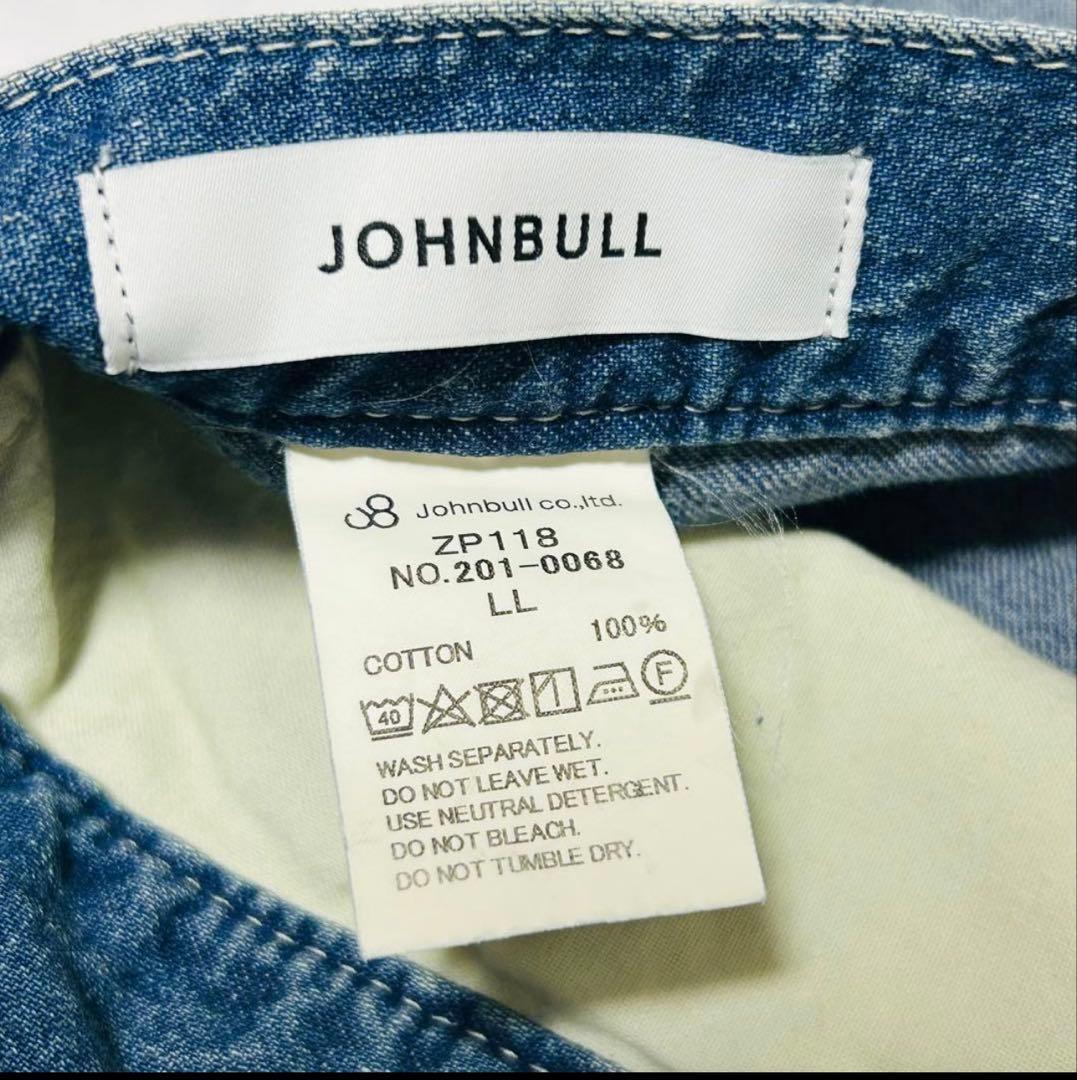 JOHNBULL
Johnbull co.,ltd.
ZP118
NO.201-0068
LL
COTTON 100%
40 F
WASH SEPARATELY.
DO NOT LEAVE WET.
USE NEUTRAL DETERGENT.
DO NOT BLEACH.
DO NOT TUMBLE DRY.